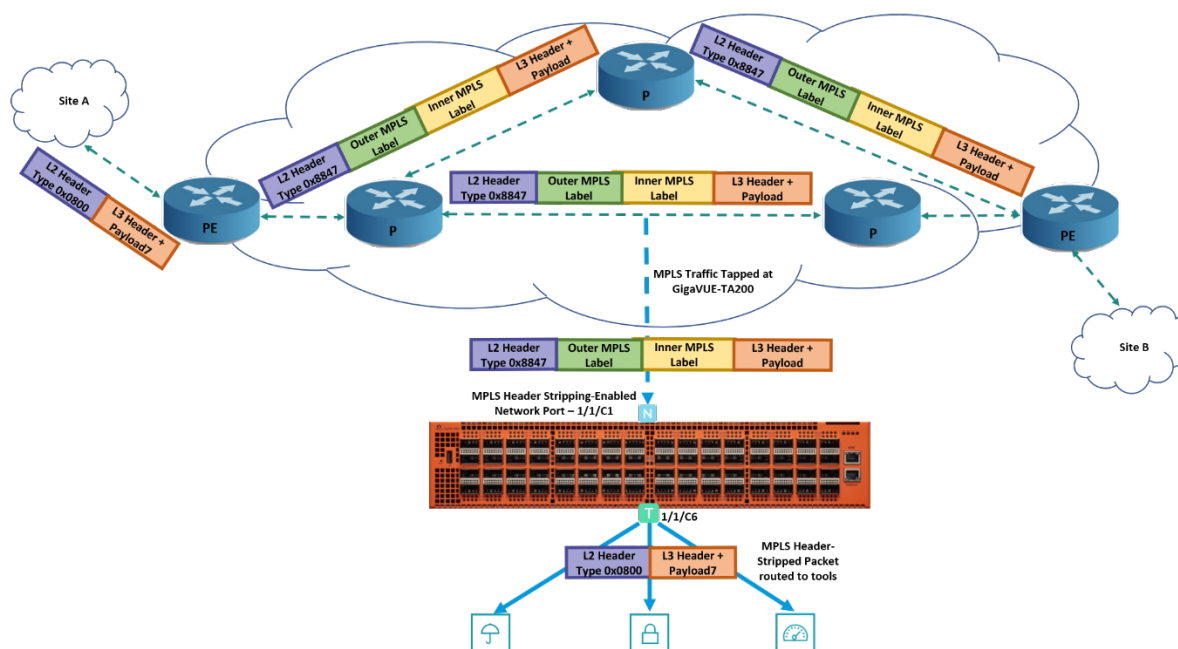 L3 Header +
Payload
Inner MPLS
Label
Outer MPLS
Label
L2 Header
Type 0x8847
P
L2 Header
Type 0x8847
Outer MPLS
Label
Inner MPLS
Label
L3 Header +
Payload
Site A
L2 Header
Type 0x0800
L3 Header +
Payload7
PE
P
L2 Header
Type 0x8847
Outer MPLS
Label
Inner MPLS
Label
L3 Header +
Payload
P
PE
MPLS Traffic Tapped at
GigaVUE-TA200
Site B
L2 Header
Type 0x8847
Outer MPLS
Label
Inner MPLS
Label
L3 Header +
Payload
MPLS Header Stripping-Enabled
Network Port – 1/1/C1
N
T
1/1/C6
L2 Header
Type 0x0800
L3 Header +
Payload7
MPLS Header-
Stripped Packet
routed to tools